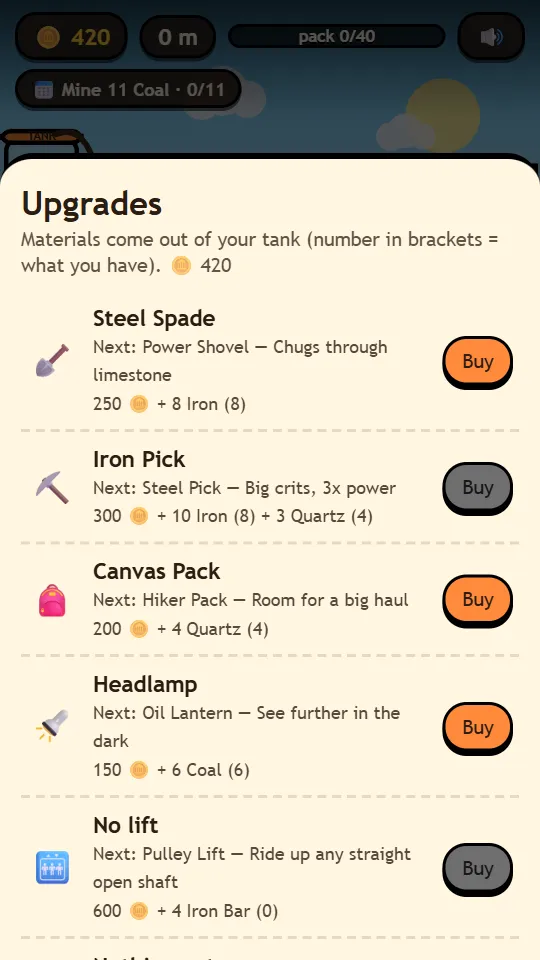 420
0 m
pack 0/40
Mine 11 Coal · 0/11
Upgrades
Materials come out of your tank (number in brackets =
what you have). 420
Steel Spade
Next: Power Shovel — Chugs through
limestone
250 + 8 Iron (8)
Buy
Iron Pick
Next: Steel Pick — Big crits, 3x power
300 + 10 Iron (8) + 3 Quartz (4)
Buy
Canvas Pack
Next: Hiker Pack — Room for a big haul
200 + 4 Quartz (4)
Buy
Headlamp
Next: Oil Lantern — See further in the
dark
150 + 6 Coal (6)
Buy
No lift
Next: Pulley Lift — Ride up any straight
open shaft
600 + 4 Iron Bar (0)
Buy